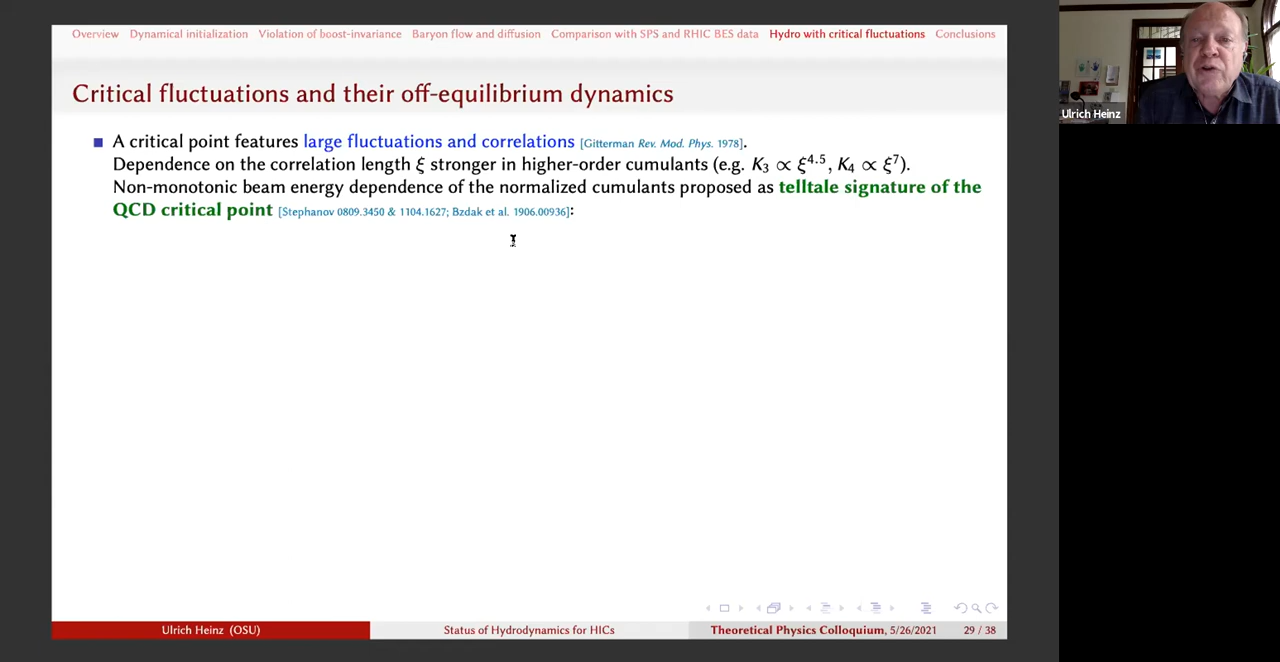 Overview Dynamical initialization Violation of boost-invariance Baryon flow and diffusion Comparison with SPS and RHIC BES data Hydro with critical fluctuations Conclusions
Critical fluctuations and their off-equilibrium dynamics
A critical point features large fluctuations and correlations [Gitterman Rev. Mod. Phys. 1978].
Dependence on the correlation length ξ stronger in higher-order cumulants (e.g. K₃ ∝ ξ⁴·⁵, K₄ ∝ ξ⁷).
Non-monotonic beam energy dependence of the normalized cumulants proposed as telltale signature of the
QCD critical point [Stephanov 0809.3450 & 1104.1627; Bzdak et al. 1906.00936]:
Ulrich Heinz (OSU) Status of Hydrodynamics for HICs Theoretical Physics Colloquium, 5/26/2021 29 / 38
Ulrich Heinz